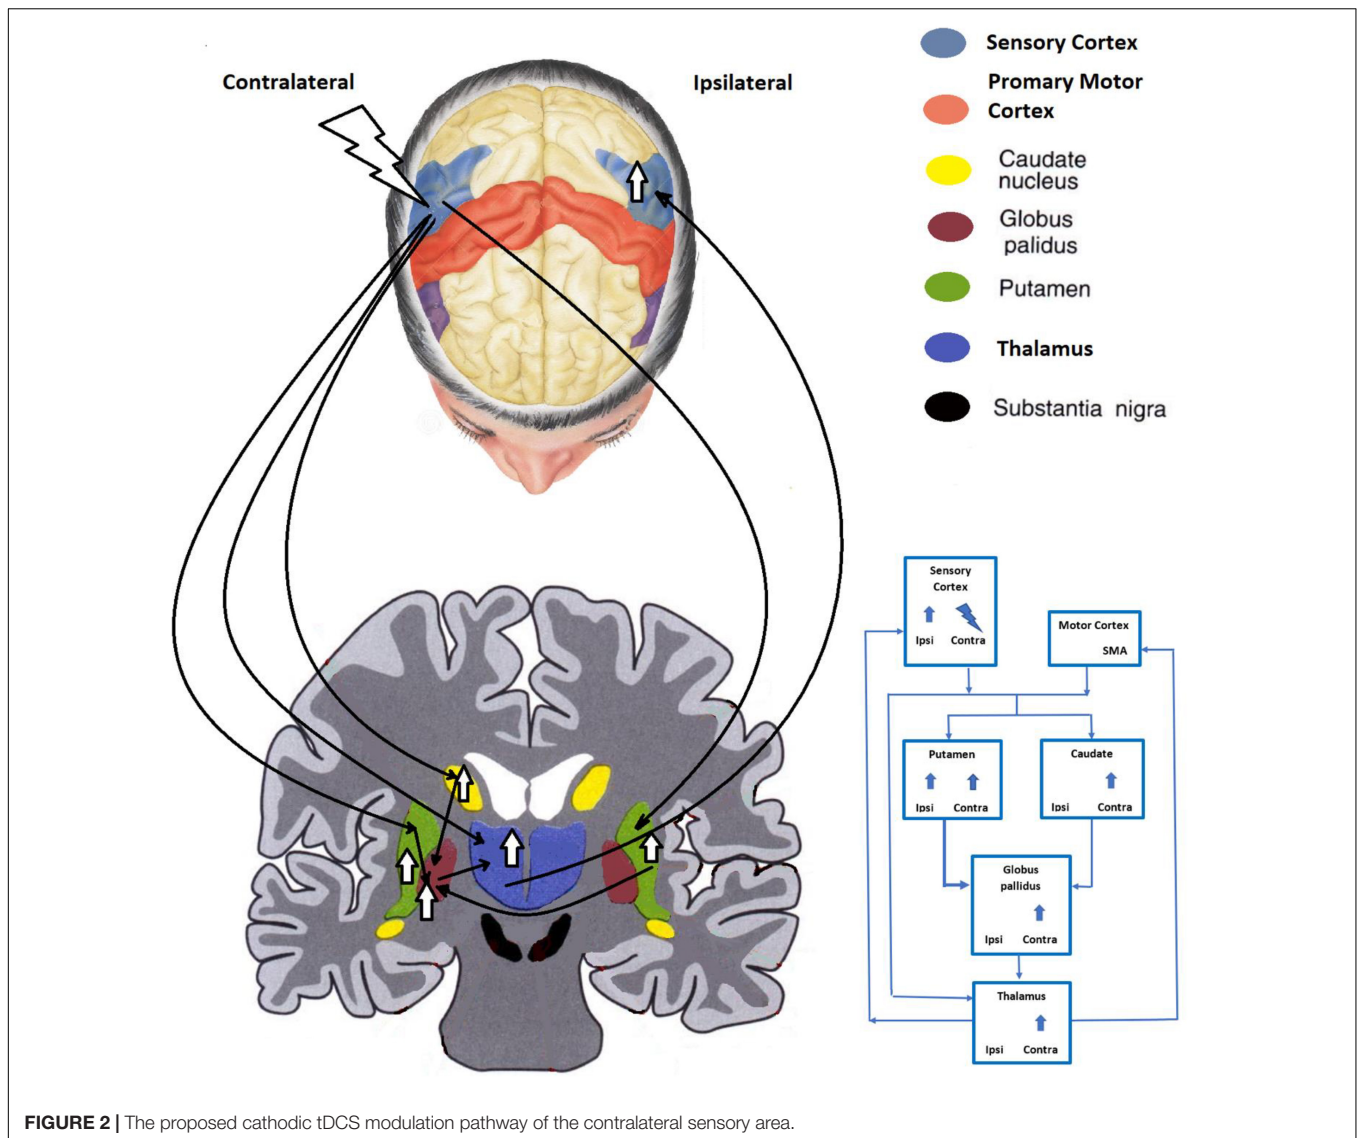 Contralateral
Ipsilateral
Sensory Cortex
Promary Motor
Cortex
Caudate
nucleus
Globus
palidus
Putamen
Thalamus
Substantia nigra
Sensory
Cortex
Ipsi Contra
Motor Cortex
SMA
Putamen
Ipsi Contra
Caudate
Ipsi Contra
Globus
pallidus
Ipsi Contra
Thalamus
Ipsi Contra
FIGURE 2 | The proposed cathodic tDCS modulation pathway of the contralateral sensory area.